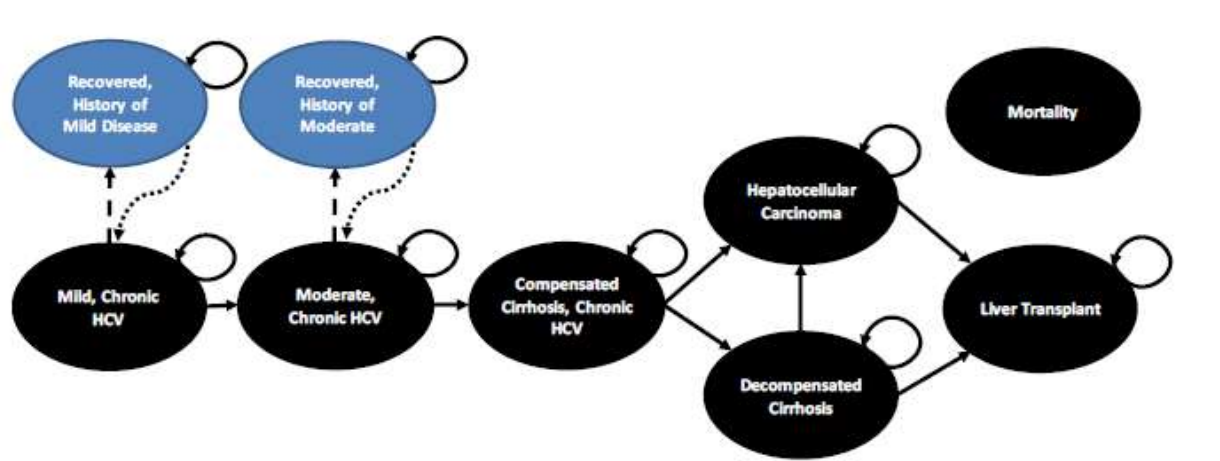 Recovered,
History of
Mild Disease
Recovered,
History of
Moderate
Mortality
Hepatocellular
Carcinoma
Mild, Chronic
HCV
Moderate,
Chronic HCV
Compensated
Cirrhosis, Chronic
HCV
Liver Transplant
Decompensated
Cirrhosis